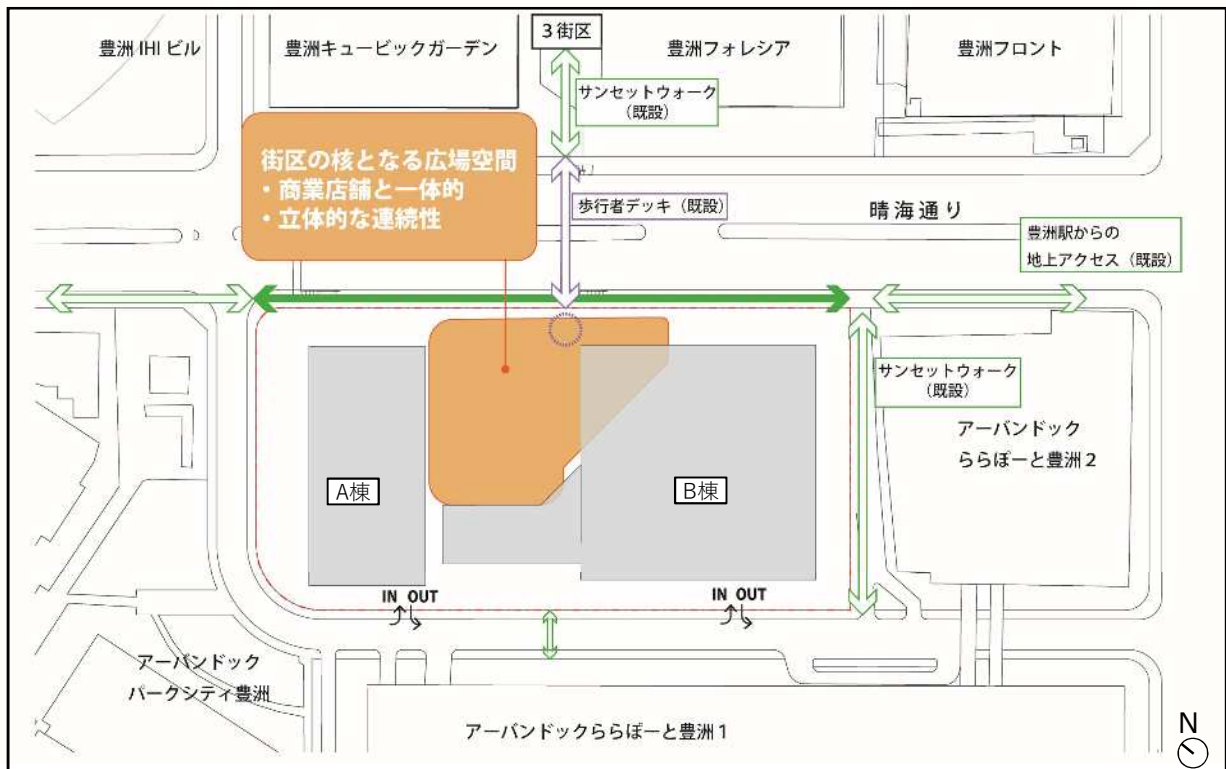 豊洲 IHI ビル
豊洲キュービックガーデン
3街区
豊洲フォレシア
豊洲フロント
サンセットウォーク
(既設)
街区の核となる広場空間
・商業店舗と一体的
・立体的な連続性
歩行者デッキ(既設)
晴海通り
豊洲駅からの
地上アクセス(既設)
サンセットウォーク
(既設)
アーバンドック
ららぽーと豊洲2
A棟
B棟
IN OUT
IN OUT
アーバンドック
パークシティ豊洲
アーバンドックららぽーと豊洲1
N